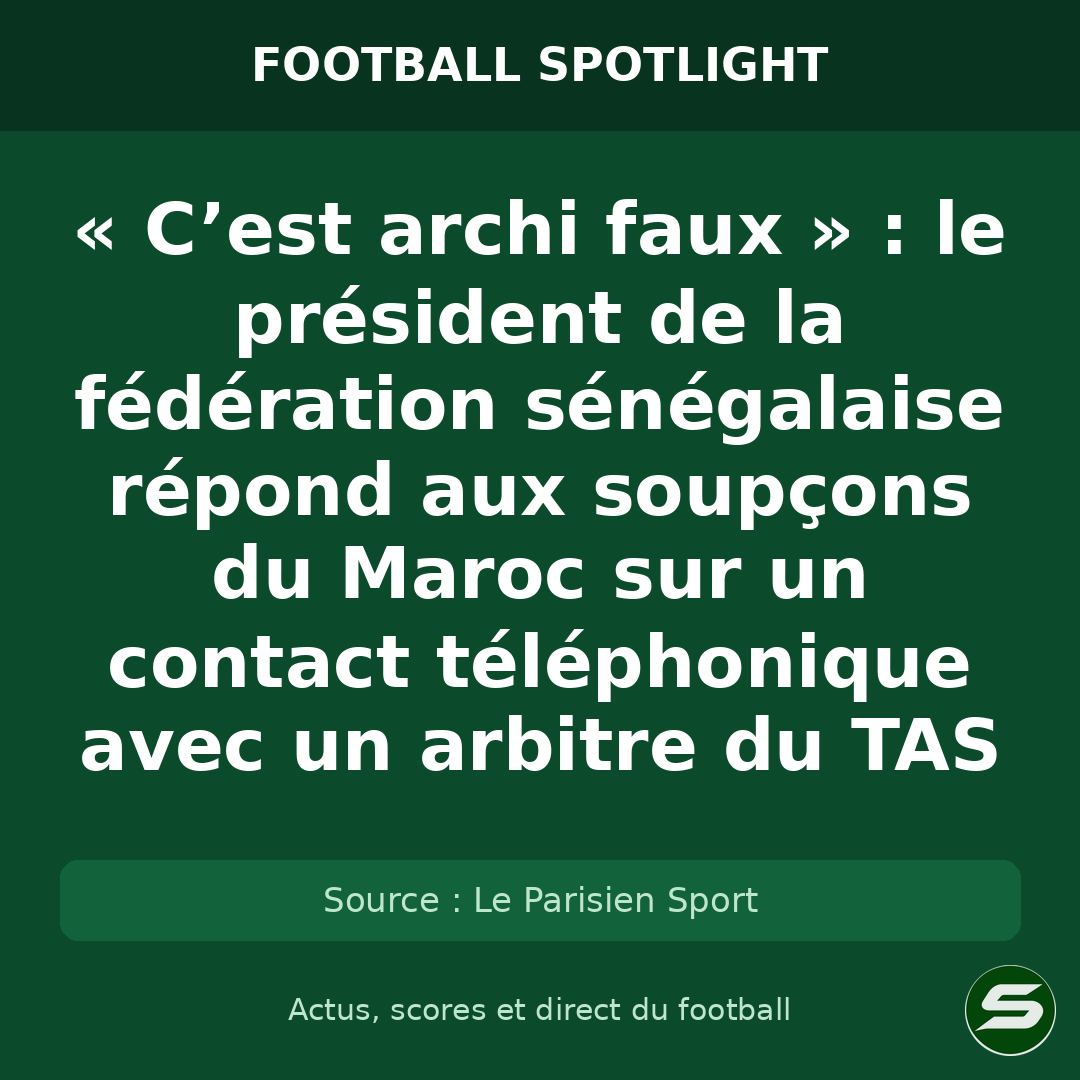 FOOTBALL SPOTLIGHT
« C’est archi faux » : le
président de la
fédération sénégalaise
répond aux soupçons
du Maroc sur un
contact téléphonique
avec un arbitre du TAS
Source : Le Parisien Sport
Actus, scores et direct du football